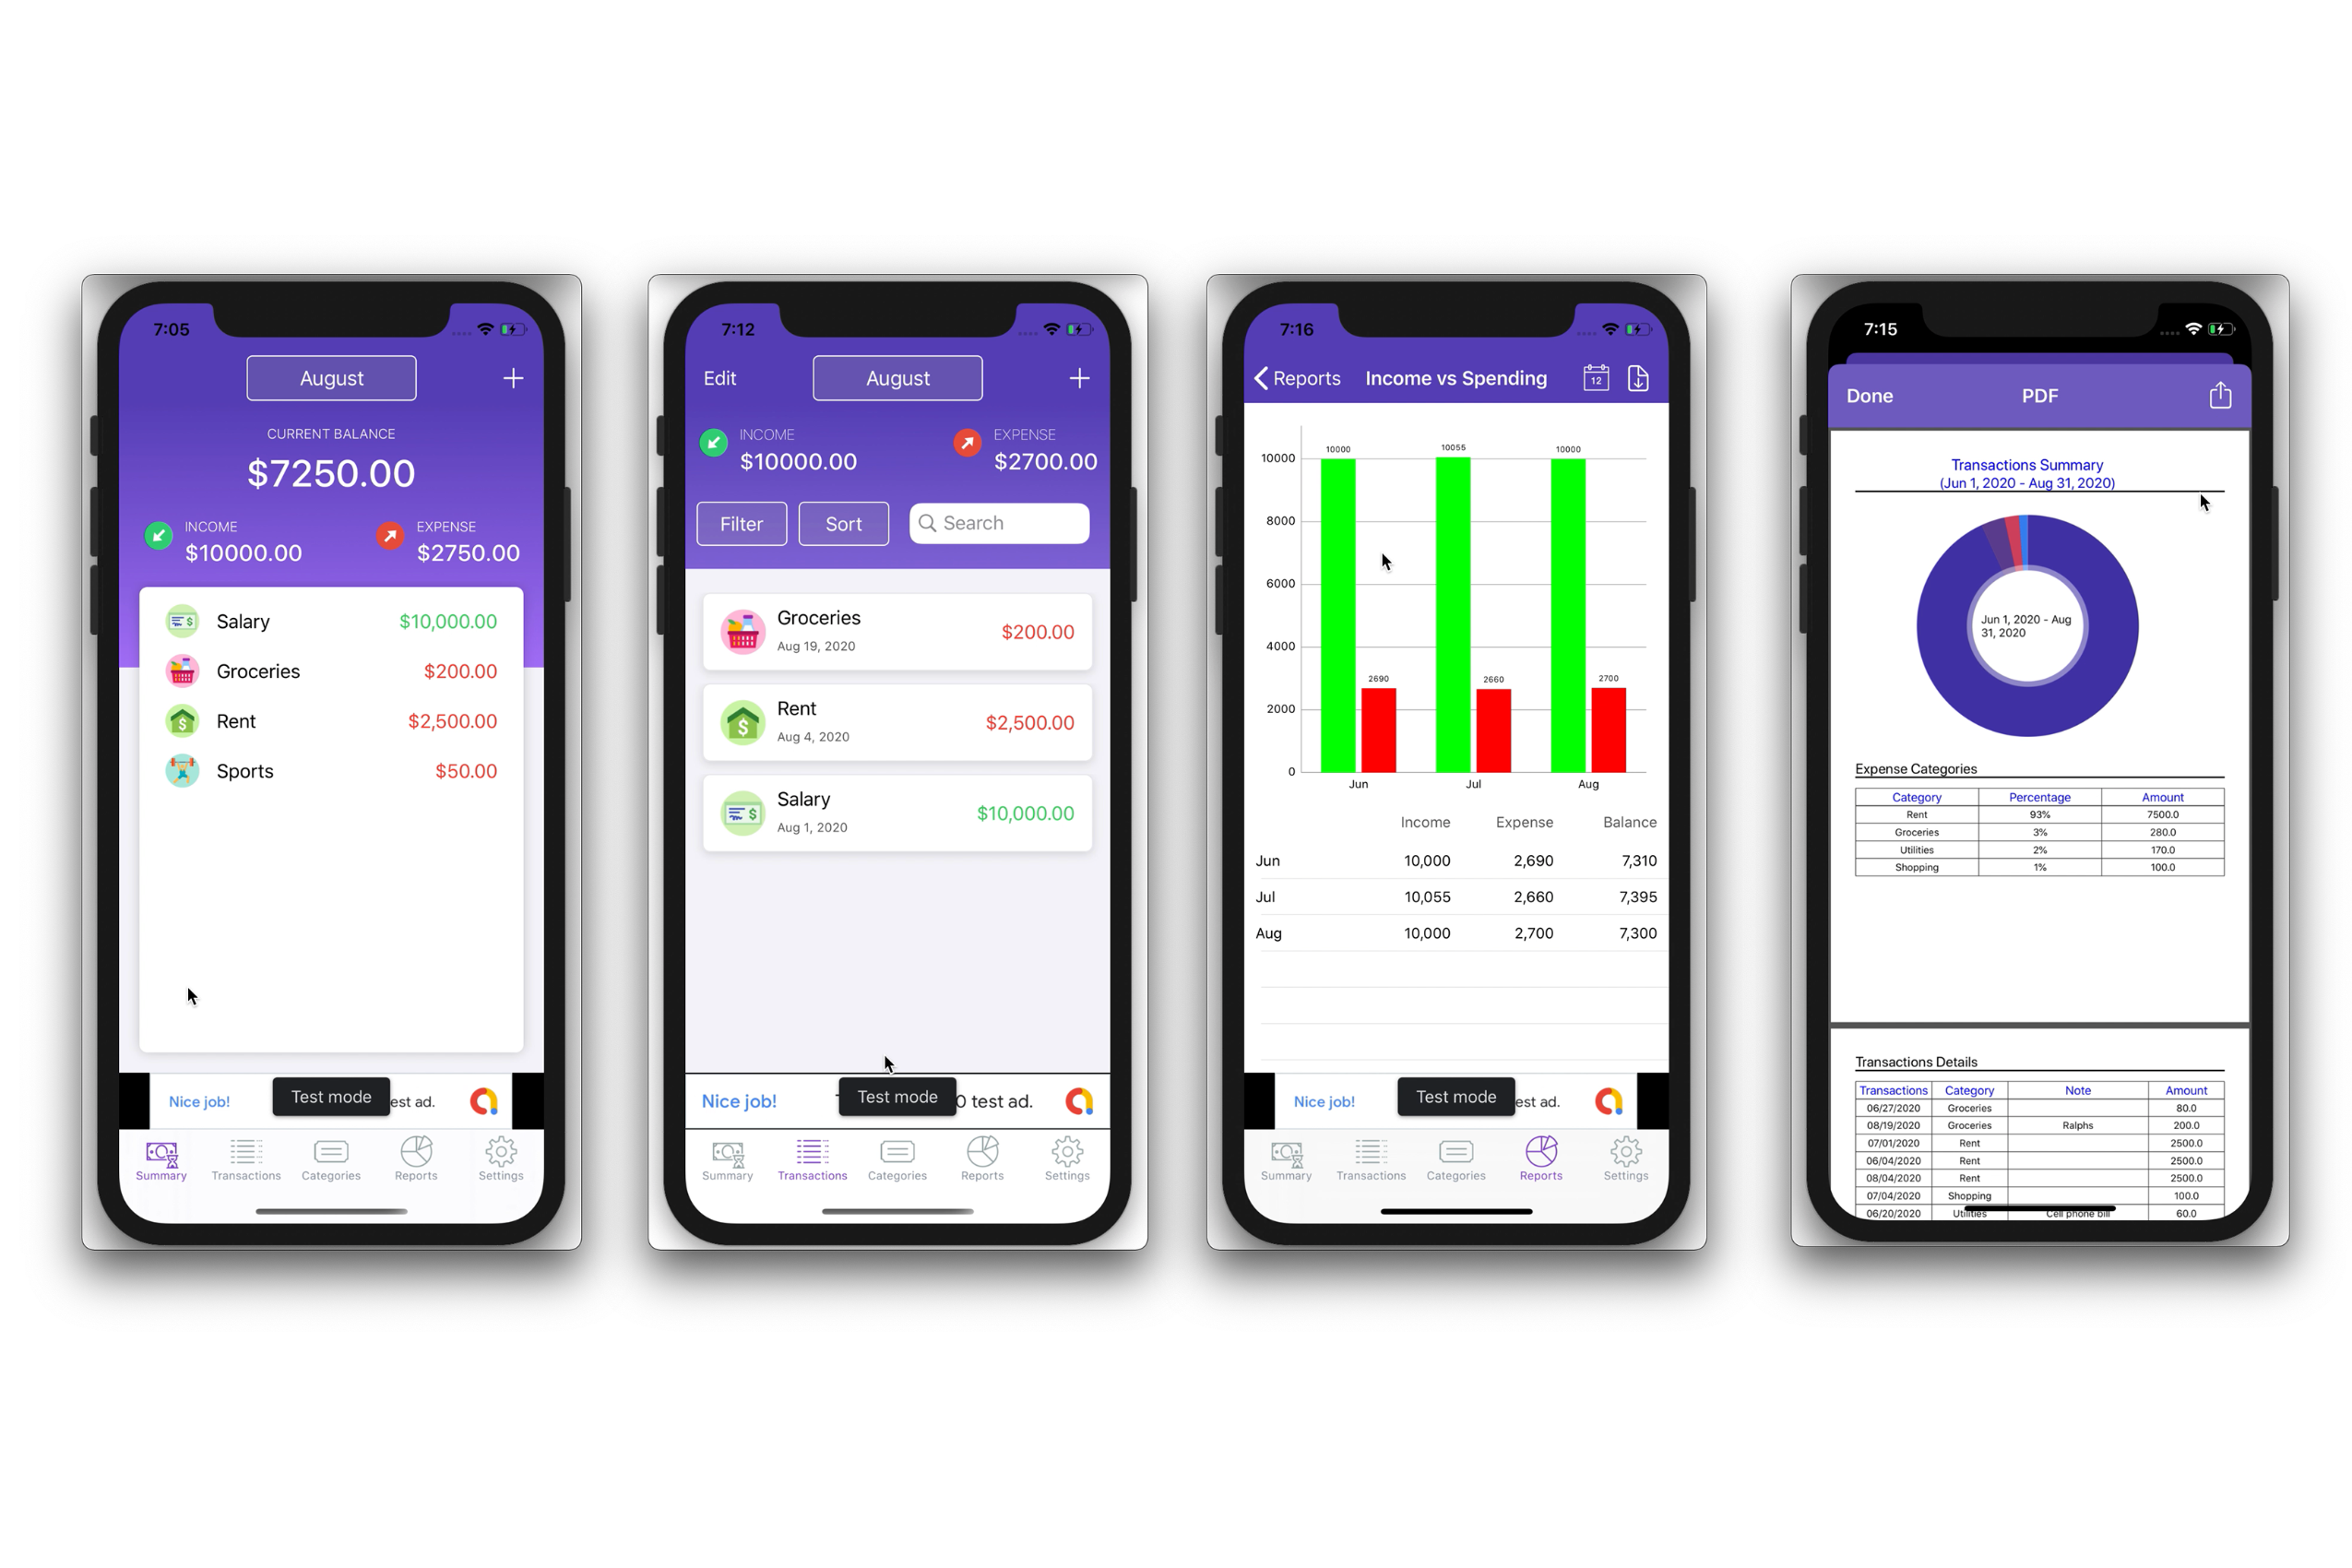 7:05
August
+
CURRENT BALANCE
$7250.00
INCOME
$10000.00
EXPENSE
$2750.00
Salary $10,000.00
Groceries $200.00
Rent $2,500.00
Sports $50.00
Nice job! Test mode est ad.
Summary Transactions Categories Reports Settings
7:12
Edit August +
INCOME
$10000.00
EXPENSE
$2700.00
Filter Sort Search
Groceries
Aug 19, 2020
$200.00
Rent
Aug 4, 2020
$2,500.00
Salary
Aug 1, 2020
$10,000.00
Nice job! Test mode 0 test ad.
Summary Transactions Categories Reports Settings
7:16
Reports Income vs Spending 12
10000 10055 10000
10000
8000
6000
4000
2690 2660 2700
2000
0
Jun Jul Aug
Income Expense Balance
Jun 10,000 2,690 7,310
Jul 10,055 2,660 7,395
Aug 10,000 2,700 7,300
Nice job! Test mode est ad.
Summary Transactions Categories Reports Settings
7:15
Done PDF
Transactions Summary
(Jun 1, 2020 - Aug 31, 2020)
Jun 1, 2020 - Aug
31, 2020
Expense Categories
Category Percentage Amount
Rent 93% 7500.0
Groceries 3% 280.0
Utilities 2% 170.0
Shopping 1% 100.0
Transactions Details
Transactions Category Note Amount
06/27/2020 Groceries 80.0
08/19/2020 Groceries Ralphs 200.0
07/01/2020 Rent 2500.0
06/04/2020 Rent 2500.0
08/04/2020 Rent 2500.0
07/04/2020 Shopping 100.0
06/20/2020 Utilities Cell phone bill 60.0